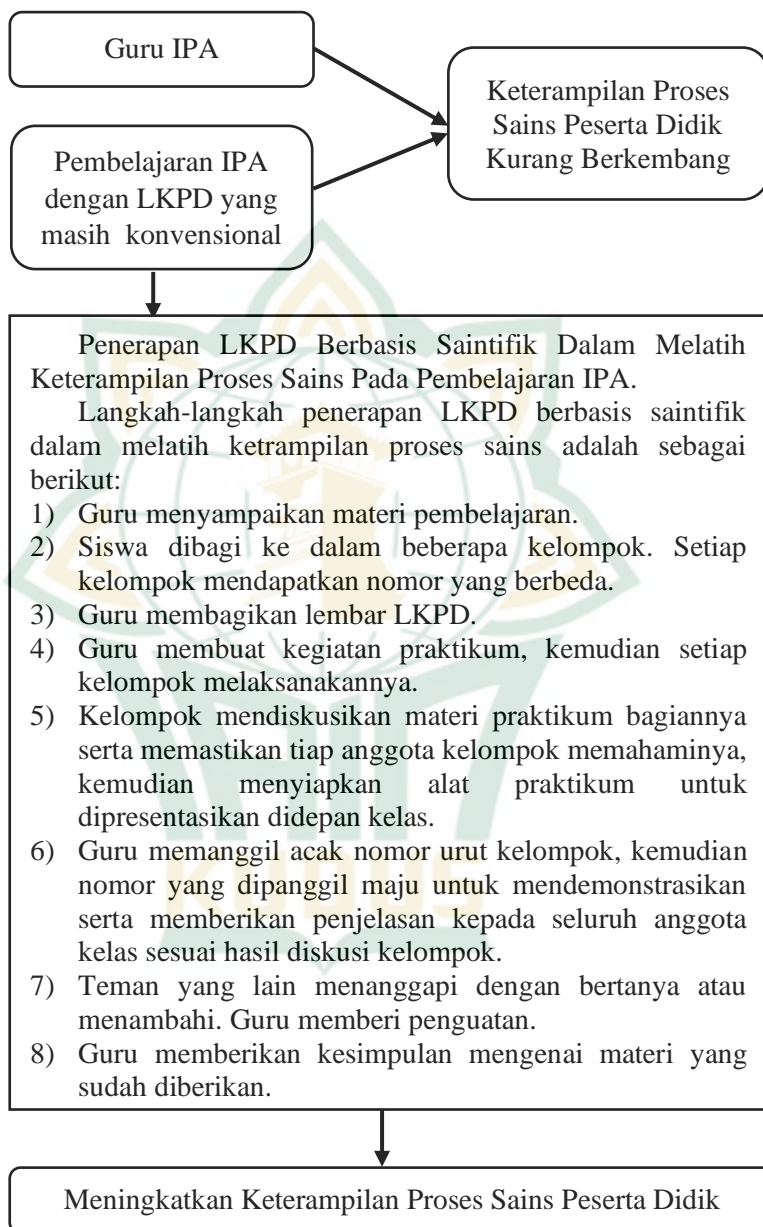 Guru IPA
Keterampilan Proses
Sains Peserta Didik
Kurang Berkembang
Pembelajaran IPA
dengan LKPD yang
masih konvensional
Penerapan LKPD Berbasis Saintifik Dalam Melatih
Keterampilan Proses Sains Pada Pembelajaran IPA.
Langkah-langkah penerapan LKPD berbasis saintifik
dalam melatih ketrampilan proses sains adalah sebagai
berikut:
1) Guru menyampaikan materi pembelajaran.
2) Siswa dibagi ke dalam beberapa kelompok. Setiap
kelompok mendapatkan nomor yang berbeda.
3) Guru membagikan lembar LKPD.
4) Guru membuat kegiatan praktikum, kemudian setiap
kelompok melaksanakannya.
5) Kelompok mendiskusikan materi praktikum bagiannya
serta memastikan tiap anggota kelompok memahaminya,
kemudian menyiapkan alat praktikum untuk
dipresentasikan didepan kelas.
6) Guru memanggil acak nomor urut kelompok, kemudian
nomor yang dipanggil maju untuk mendemonstrasikan
serta memberikan penjelasan kepada seluruh anggota
kelas sesuai hasil diskusi kelompok.
7) Teman yang lain menanggapi dengan bertanya atau
menambahi. Guru memberi penguatan.
8) Guru memberikan kesimpulan mengenai materi yang
sudah diberikan.
Meningkatkan Keterampilan Proses Sains Peserta Didik
KUDUS